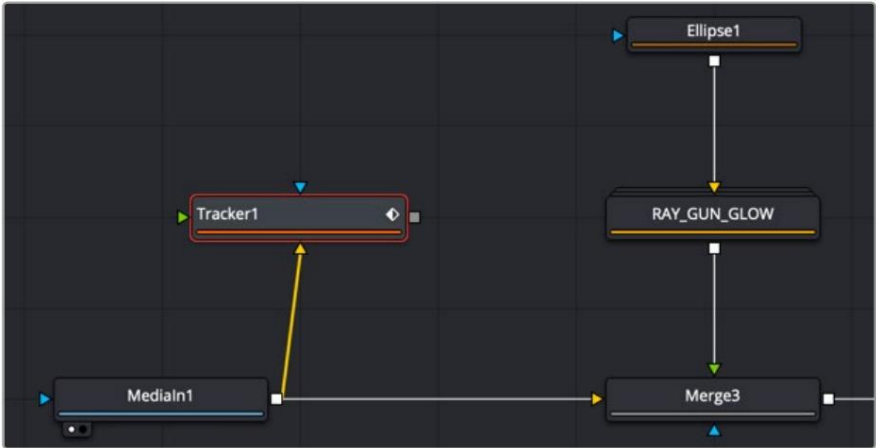 Ellipse1
Tracker1
RAY_GUN_GLOW
MediaIn1
Merge3